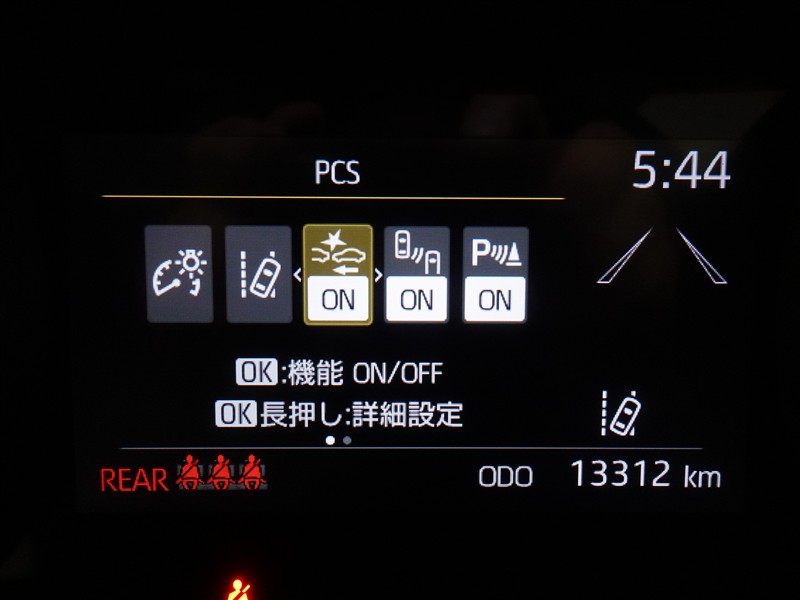 PCS
5:44
ON ON P ON
OK:機能 ON/OFF
OK長押し:詳細設定
REAR
ODO 13312 km